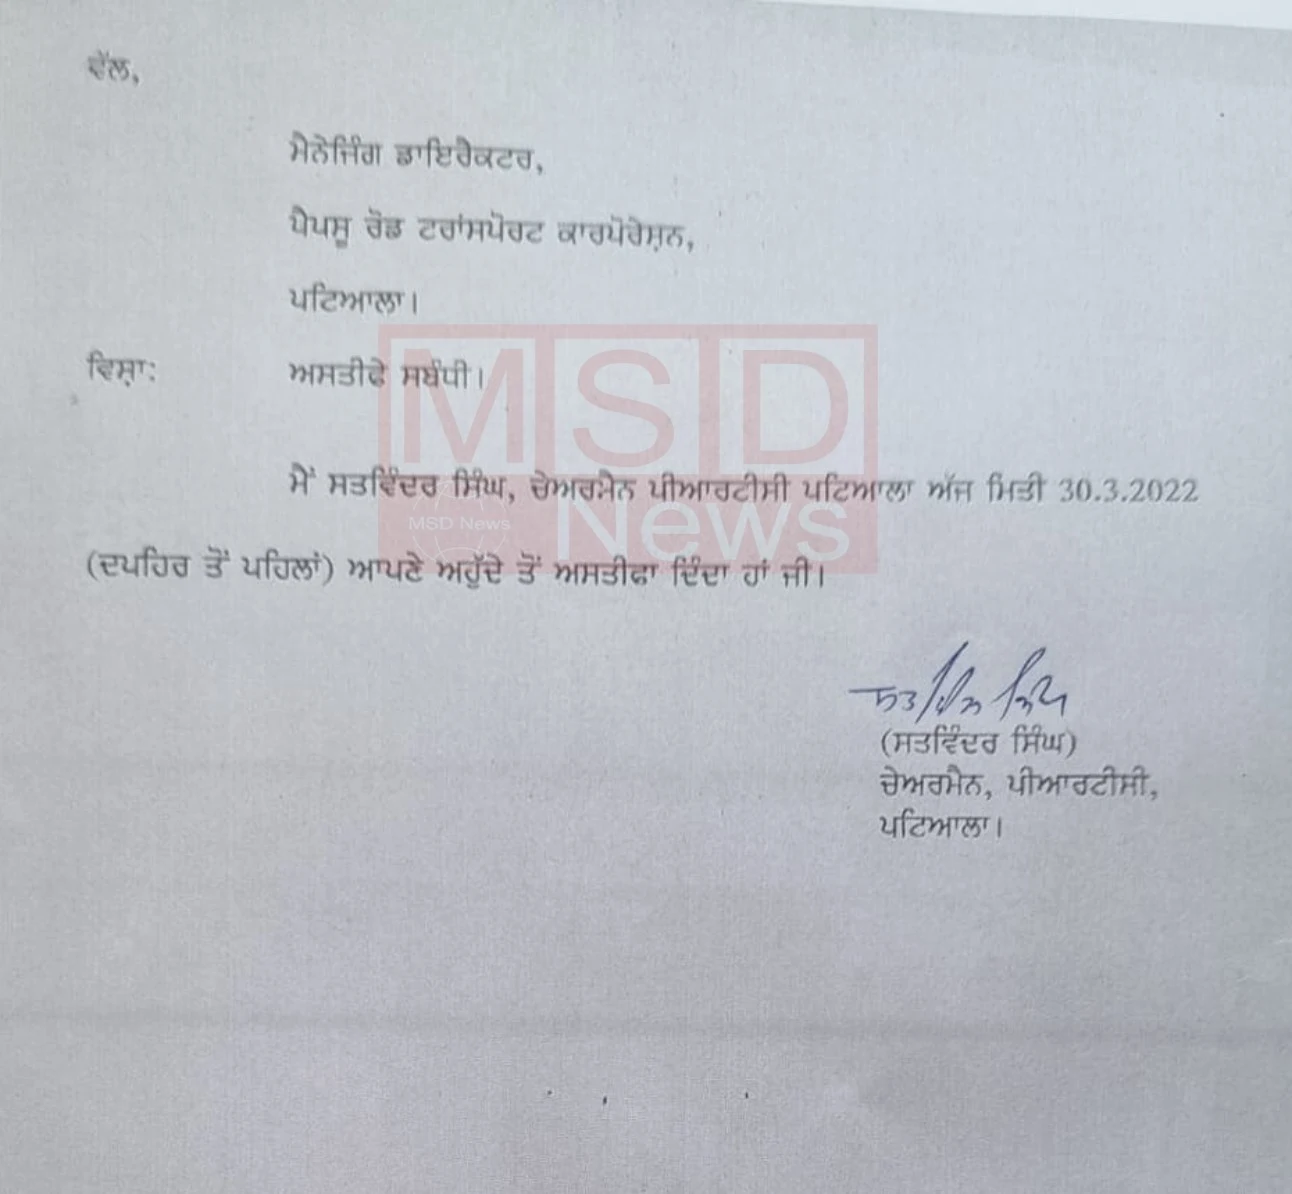 ਵੱਲ,
ਮੈਨੇਜਿੰਗ ਡਾਇਰੈਕਟਰ,
ਪੈਪਸੂ ਰੋਡ ਟਰਾਂਸਪੋਰਟ ਕਾਰਪੋਰੇਸ਼ਨ,
ਪਟਿਆਲਾ।
ਵਿਸ਼ਾ: ਅਸਤੀਫੇ ਸਬੰਧੀ।
MSD
ਮੈਂ ਸਤਵਿੰਦਰ ਸਿੰਘ, ਚੇਅਰਮੈਨ ਪੀਆਰਟੀਸੀ ਪਟਿਆਲਾ ਅੱਜ ਮਿਤੀ 30.3.2022
MSD News
News
(ਦਪਹਿਰ ਤੋਂ ਪਹਿਲਾਂ) ਆਪਣੇ ਅਹੁੱਦੇ ਤੋਂ ਅਸਤੀਫਾ ਦਿੰਦਾ ਹਾਂ ਜੀ।
(ਸਤਵਿੰਦਰ ਸਿੰਘ)
ਚੇਅਰਮੈਨ, ਪੀਆਰਟੀਸੀ,
ਪਟਿਆਲਾ।